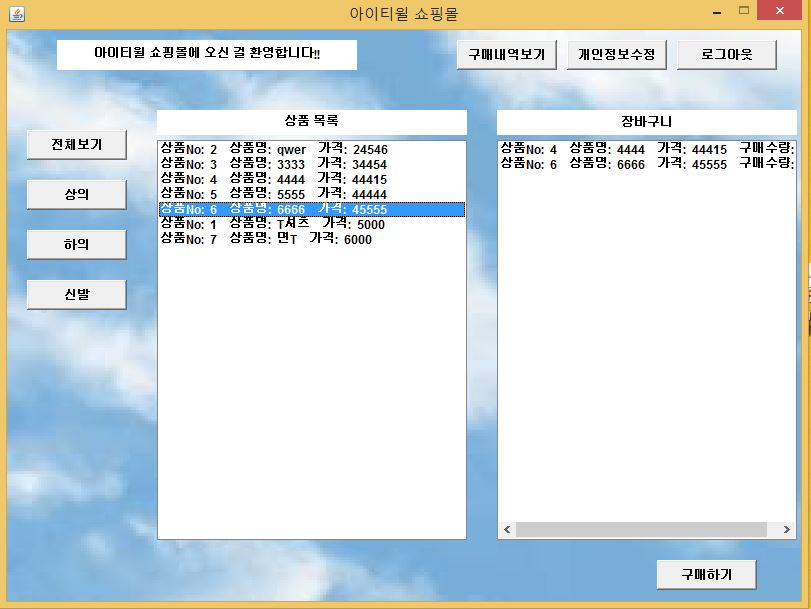 아이티윌 쇼핑몰
아이티윌 쇼핑몰에 오신 걸 환영합니다!!
구매내역보기
개인정보수정
로그아웃
상품 목록
장바구니
전체보기
상의
하의
신발
상품No: 2 상품명: qwer 가격: 24546
상품No: 3 상품명: 3333 가격: 34454
상품No: 4 상품명: 4444 가격: 44415
상품No: 5 상품명: 5555 가격: 44444
상품No: 6 상품명: 6666 가격: 45555
상품No: 1 상품명: T셔츠 가격: 5000
상품No: 7 상품명: 면T 가격: 6000
상품No: 4 상품명: 4444 가격: 44415 구매수량:
상품No: 6 상품명: 6666 가격: 45555 구매수량:
구매하기